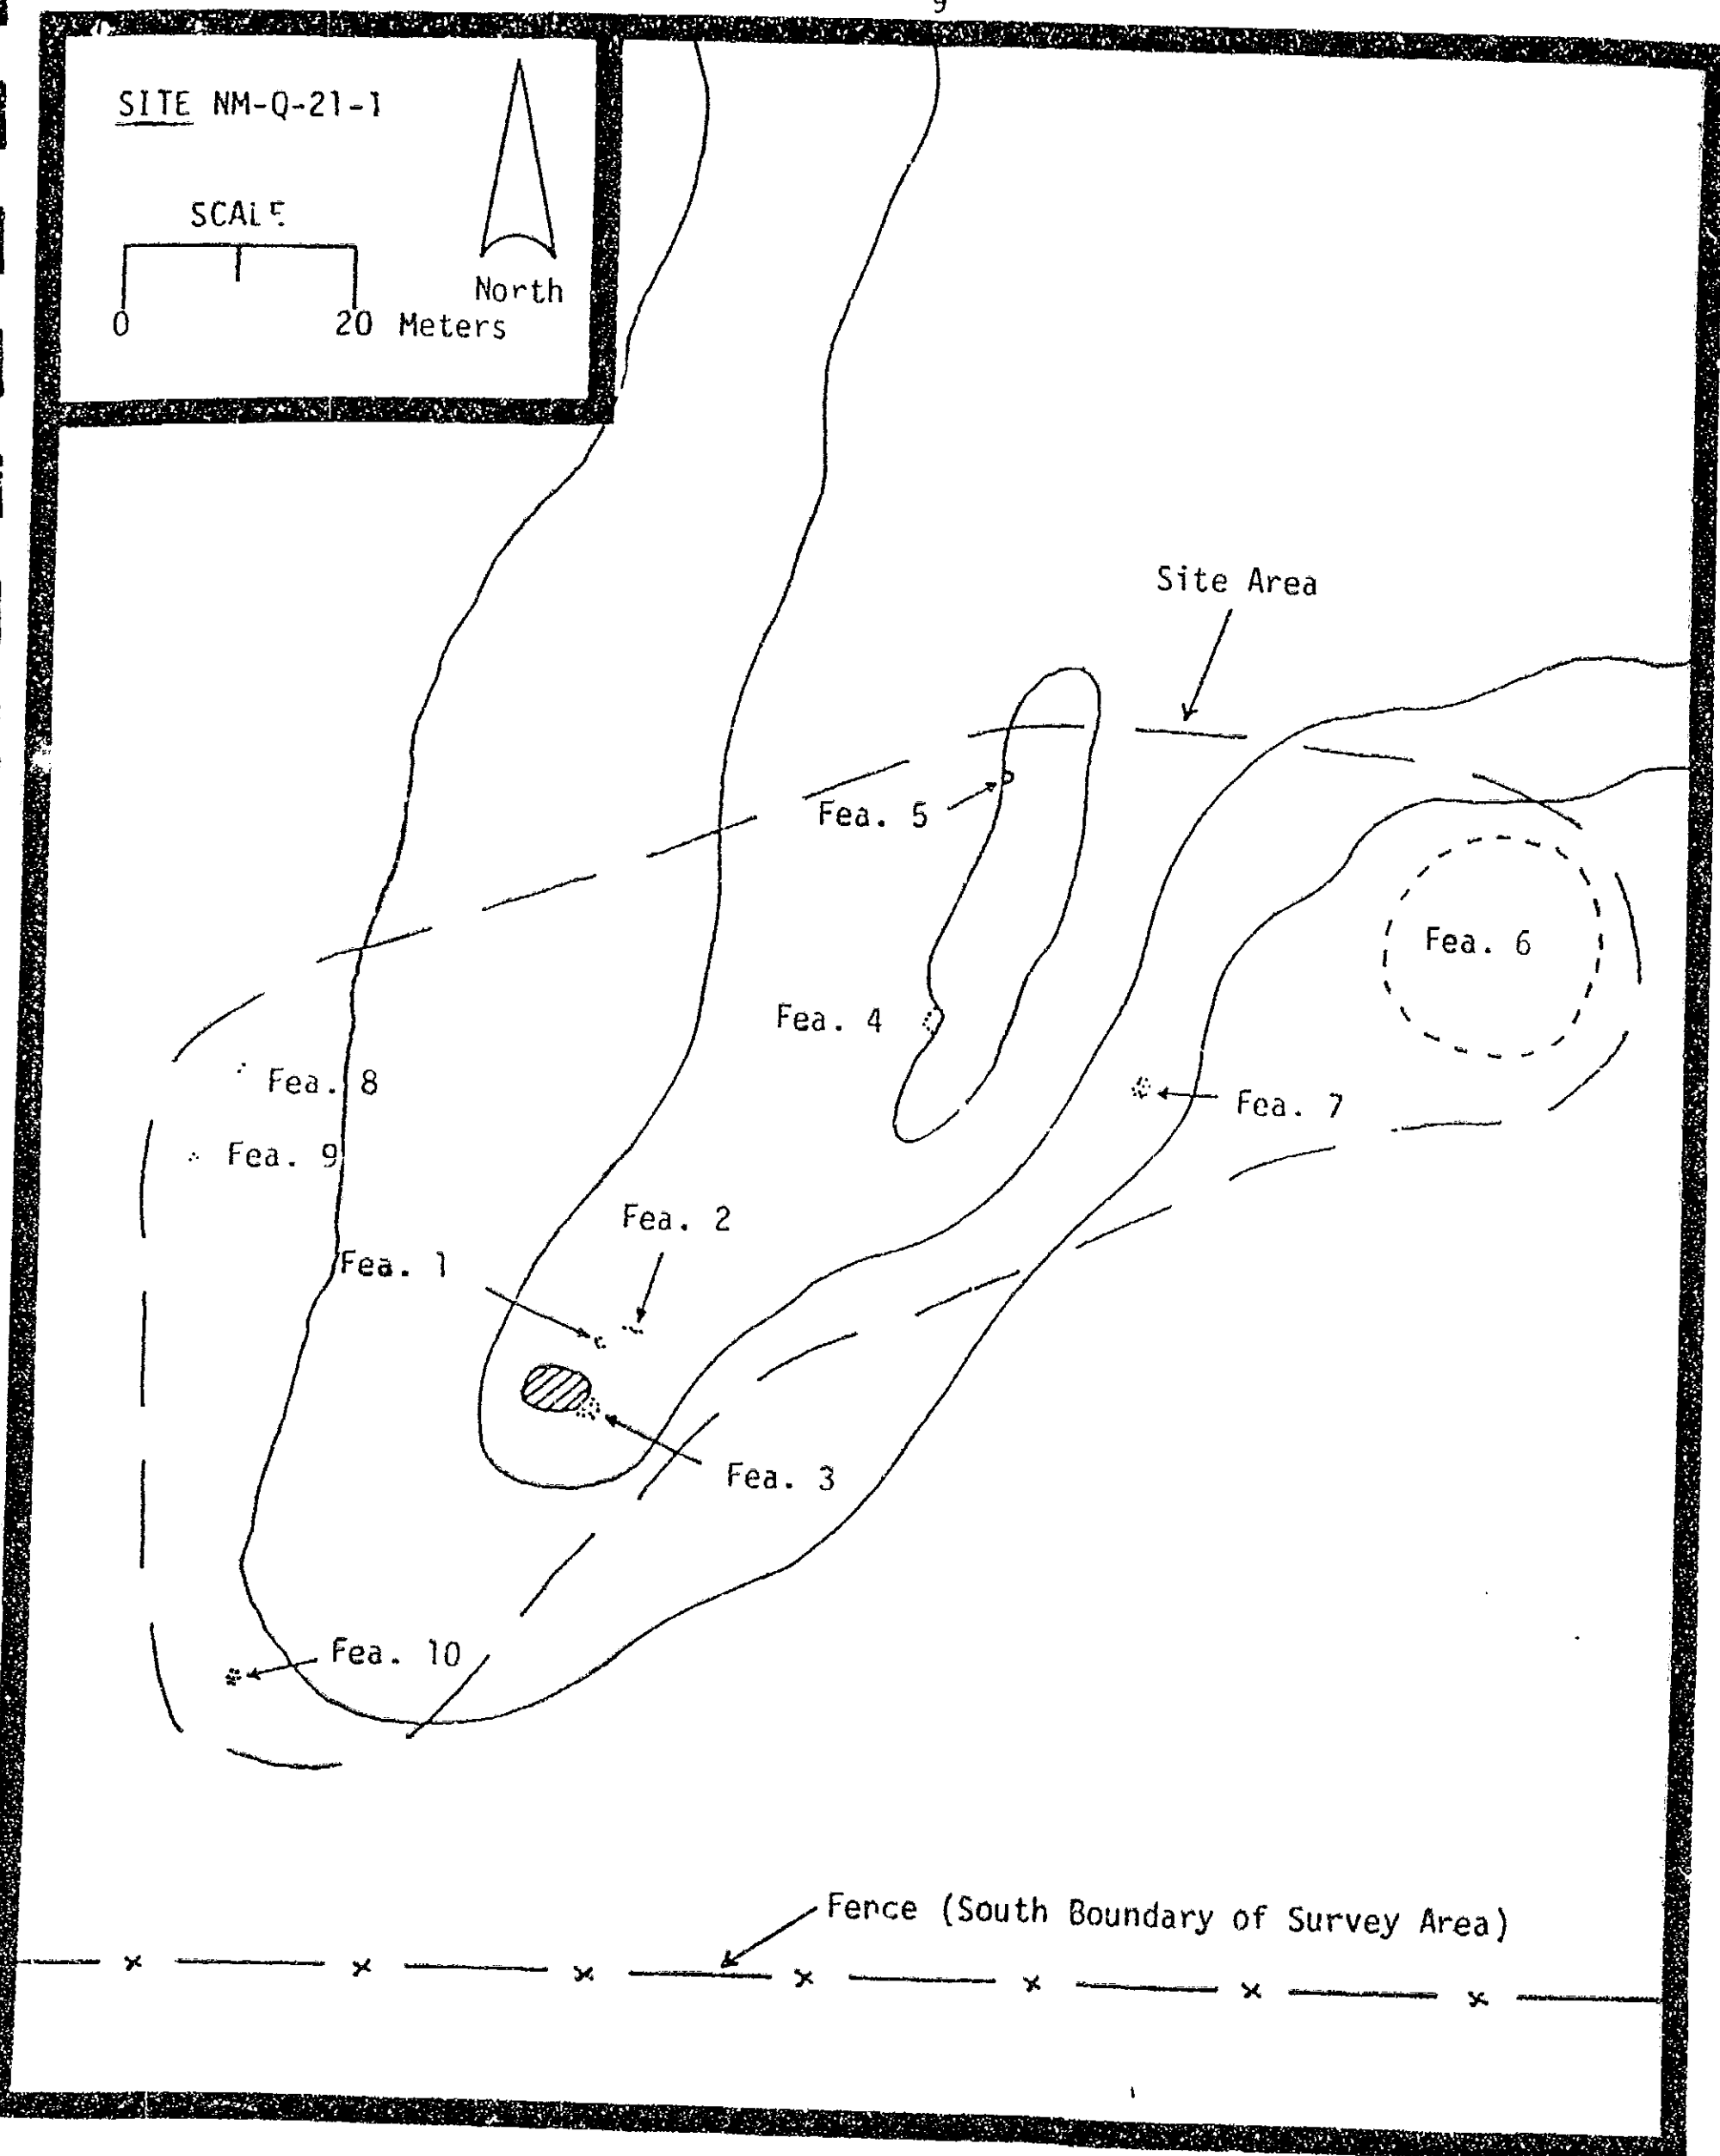 9
SITE NM-Q-21-1
SCALE
0 20 Meters
North
Site Area
Fea. 5
Fea. 6
Fea. 4
Fea. 8
Fea. 7
Fea. 9
Fea. 2
Fea. 1
Fea. 3
Fea. 10
Fence (South Boundary of Survey Area)